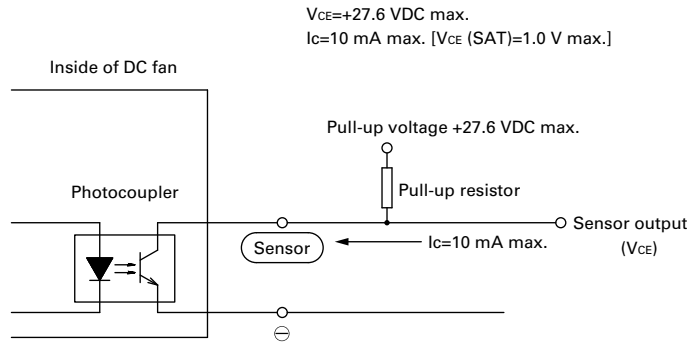 VCE=+27.6 VDC max.
Ic=10 mA max. [VCE (SAT)=1.0 V max.]
Inside of DC fan
Pull-up voltage +27.6 VDC max.
Photocoupler
Pull-up resistor
Sensor
Ic=10 mA max.
Sensor output
(VCE)
⊖